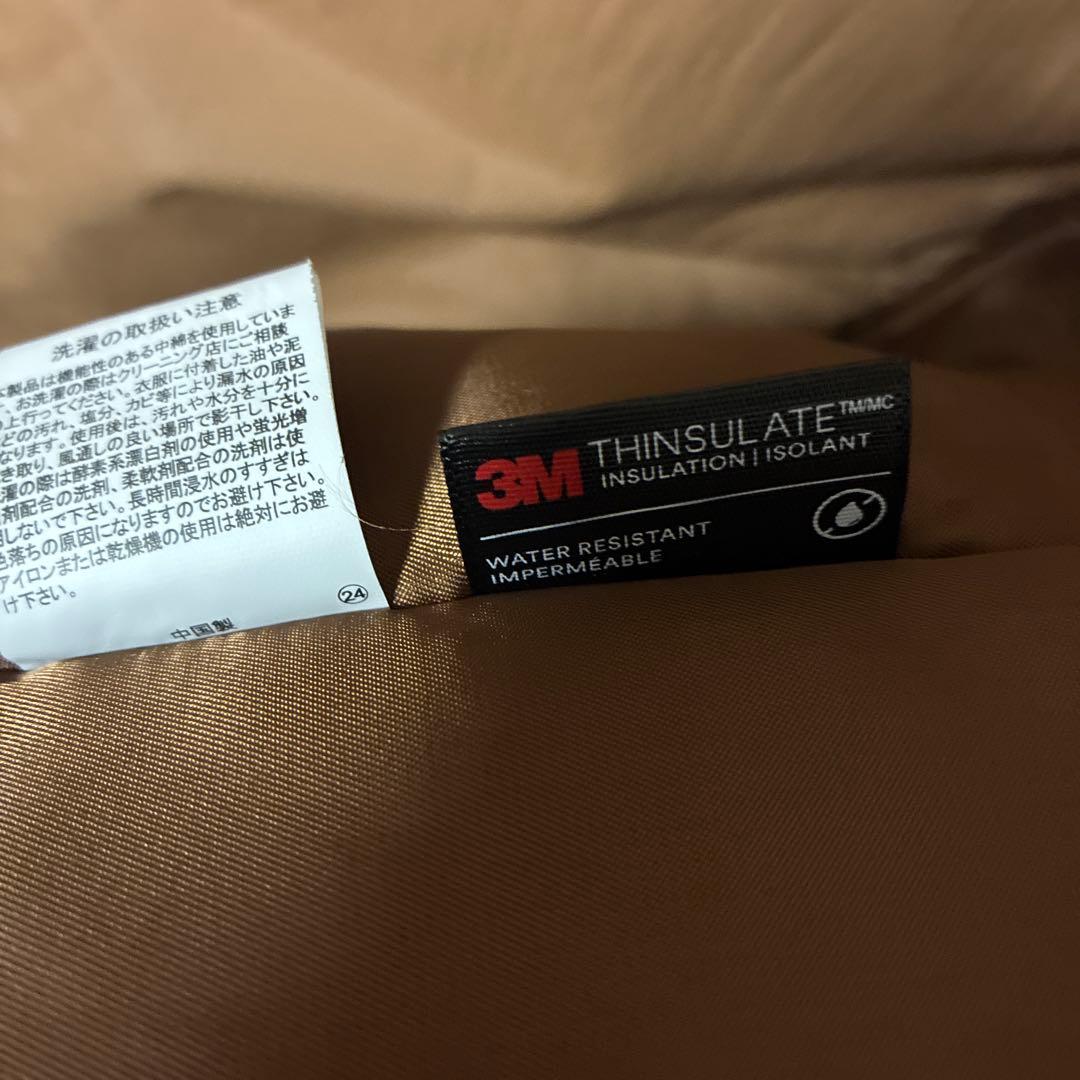 洗濯の取扱い注意
本製品は機能性のある中綿を使用していま
、お洗濯の際はクリーニング店にご相談
の上行ってください。衣服に付着した油や泥
どの汚れ、塩分、カビ等により漏水の原因
なります。使用後は、汚れや水分を十分に
き取り、風通しの良い場所で影干し下さい。
濯の際は酵素系漂白剤の使用や蛍光増
剤配合の洗剤、柔軟剤配合の洗剤は使
用しないで下さい。長時間浸水のすすぎは
色落ちの原因になりますのでお避け下さい。
アイロンまたは乾燥機の使用は絶対にお避
け下さい。
㉔
中国製
3M THINSULATE™/MC
INSULATION | ISOLANT
WATER RESISTANT
IMPERMÉABLE